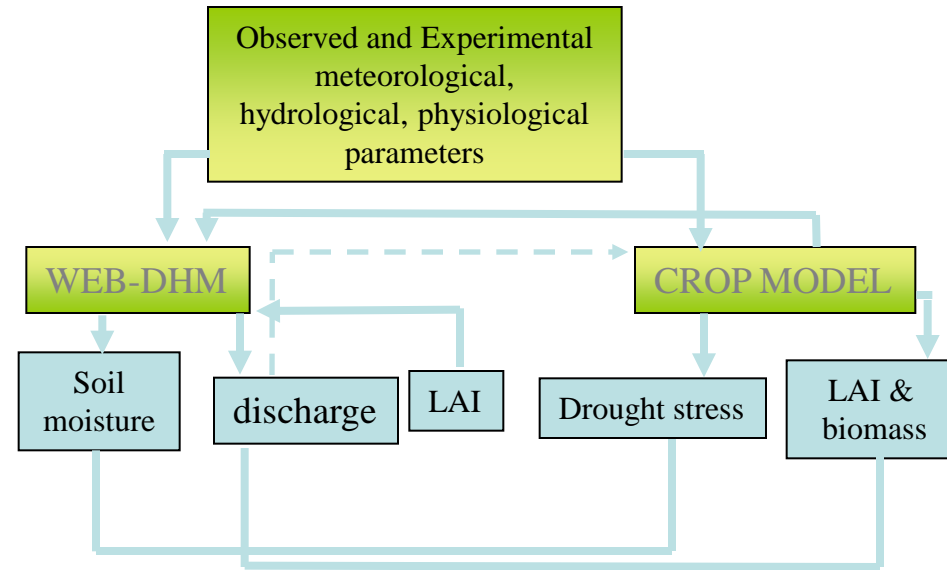 Observed and Experimental
meteorological,
hydrological, physiological
parameters
WEB-DHM
CROP MODEL
Soil
moisture
discharge
LAI
Drought stress
LAI &
biomass